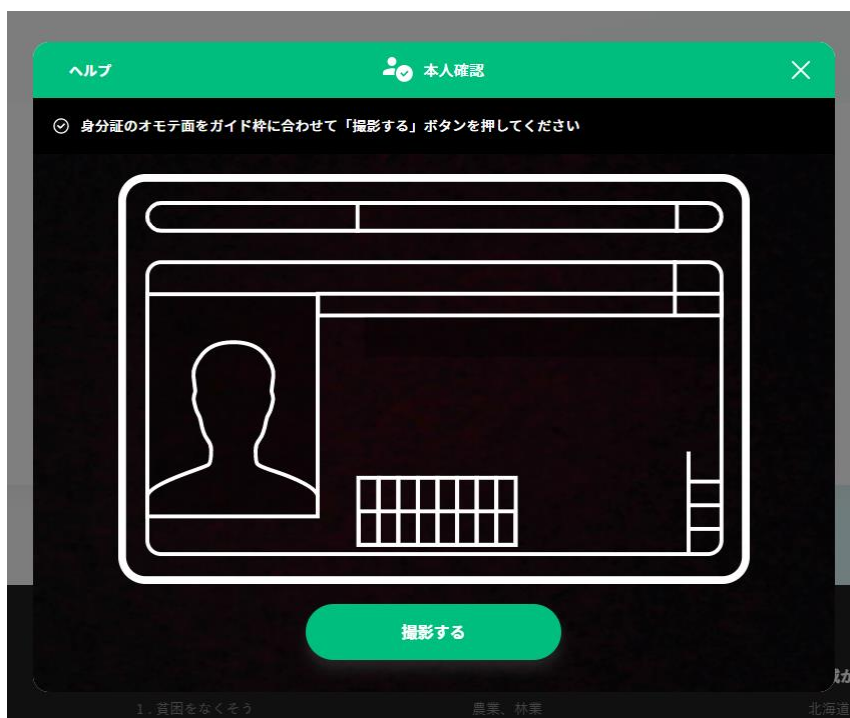 ヘルプ
本人確認
身分証のオモテ面をガイド枠に合わせて「撮影する」ボタンを押してください
撮影する
1. 貧困をなくそう
農業、林業
北海道